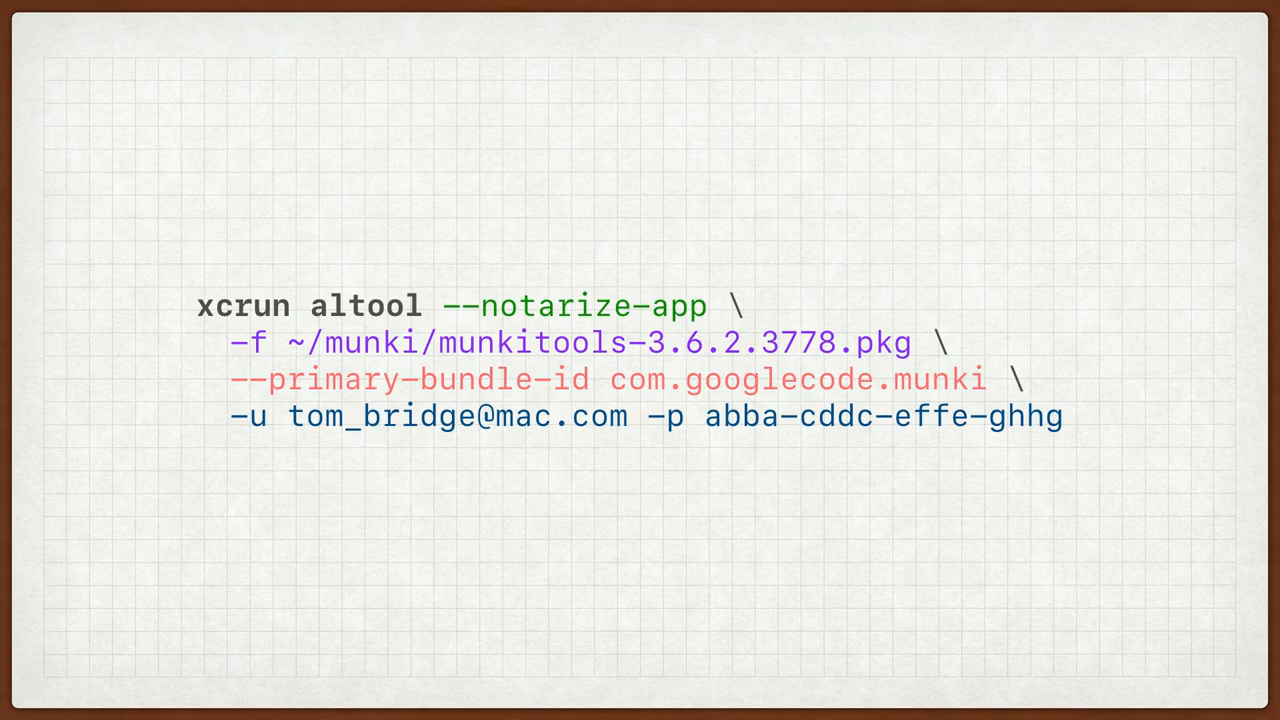 xcrun altool --notarize-app \
-f ~/munki/munkitools-3.6.2.3778.pkg \
--primary-bundle-id com.googlecode.munki \
-u tom_bridge@mac.com -p abba-cddc-effe-ghhg